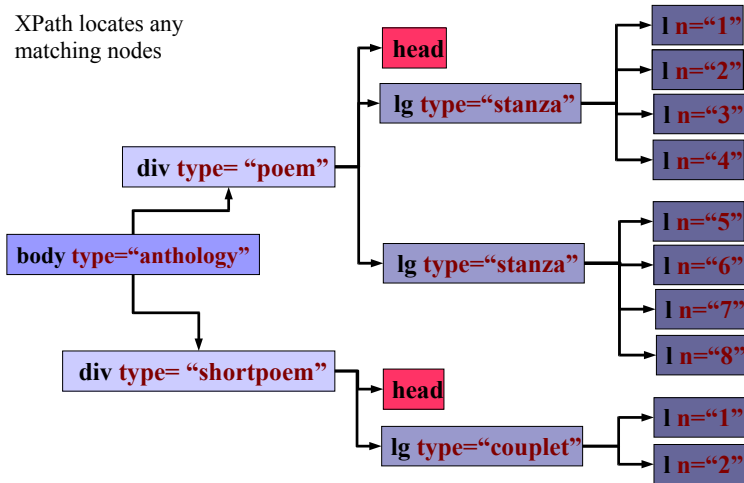 XPath locates any
matching nodes
head
lg type=“stanza”
l n=“1”
l n=“2”
l n=“3”
l n=“4”
div type= “poem”
lg type=“stanza”
l n=“5”
l n=“6”
l n=“7”
l n=“8”
body type=“anthology”
div type= “shortpoem”
head
lg type=“couplet”
l n=“1”
l n=“2”